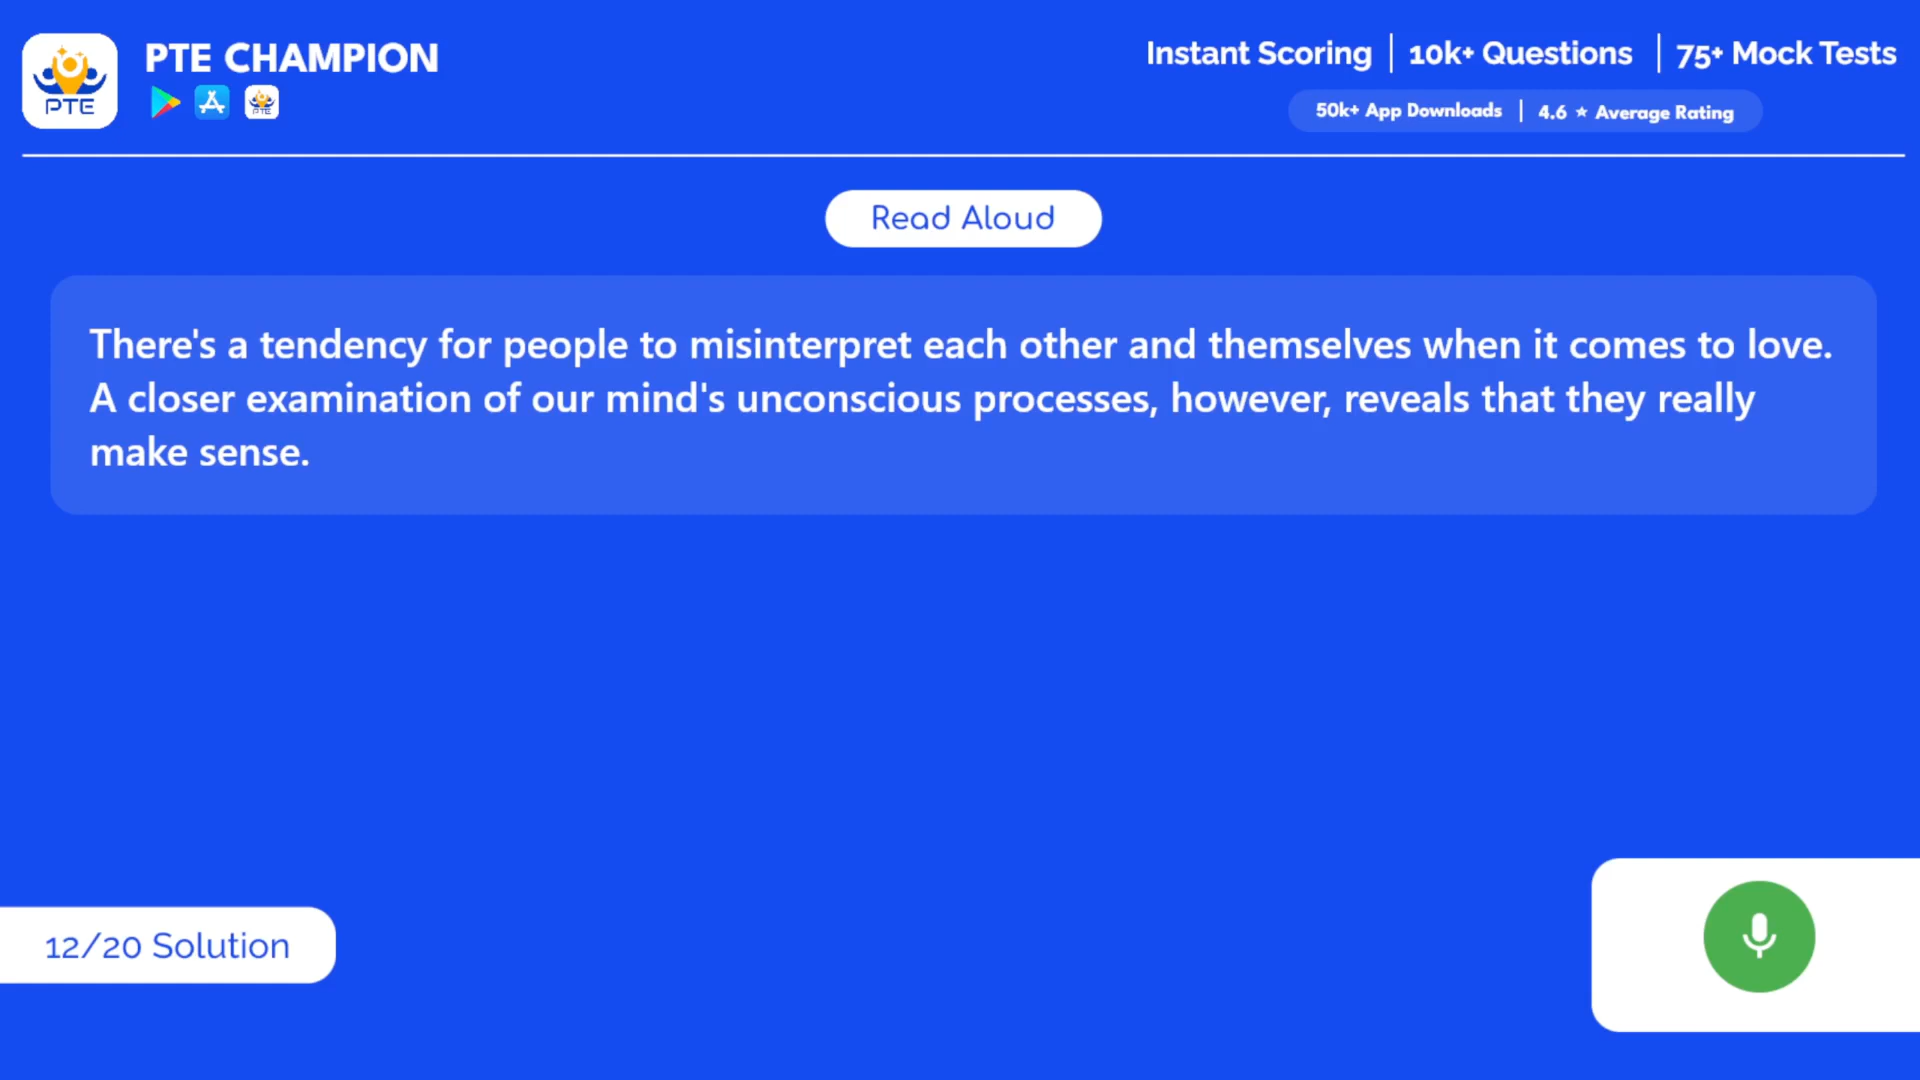 PTE CHAMPION
PTE
PTE
Instant Scoring | 10k+ Questions | 75+ Mock Tests
50k+ App Downloads | 4.6 ★ Average Rating
Read Aloud
There's a tendency for people to misinterpret each other and themselves when it comes to love.
A closer examination of our mind's unconscious processes, however, reveals that they really
make sense.
12/20 Solution